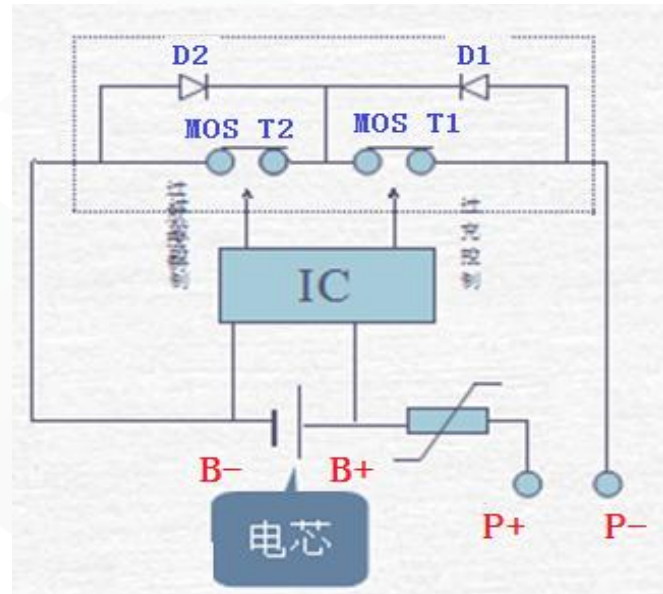 D2
D1
MOS T2
MOS T1
IC
B-
B+
电芯
P+
P-